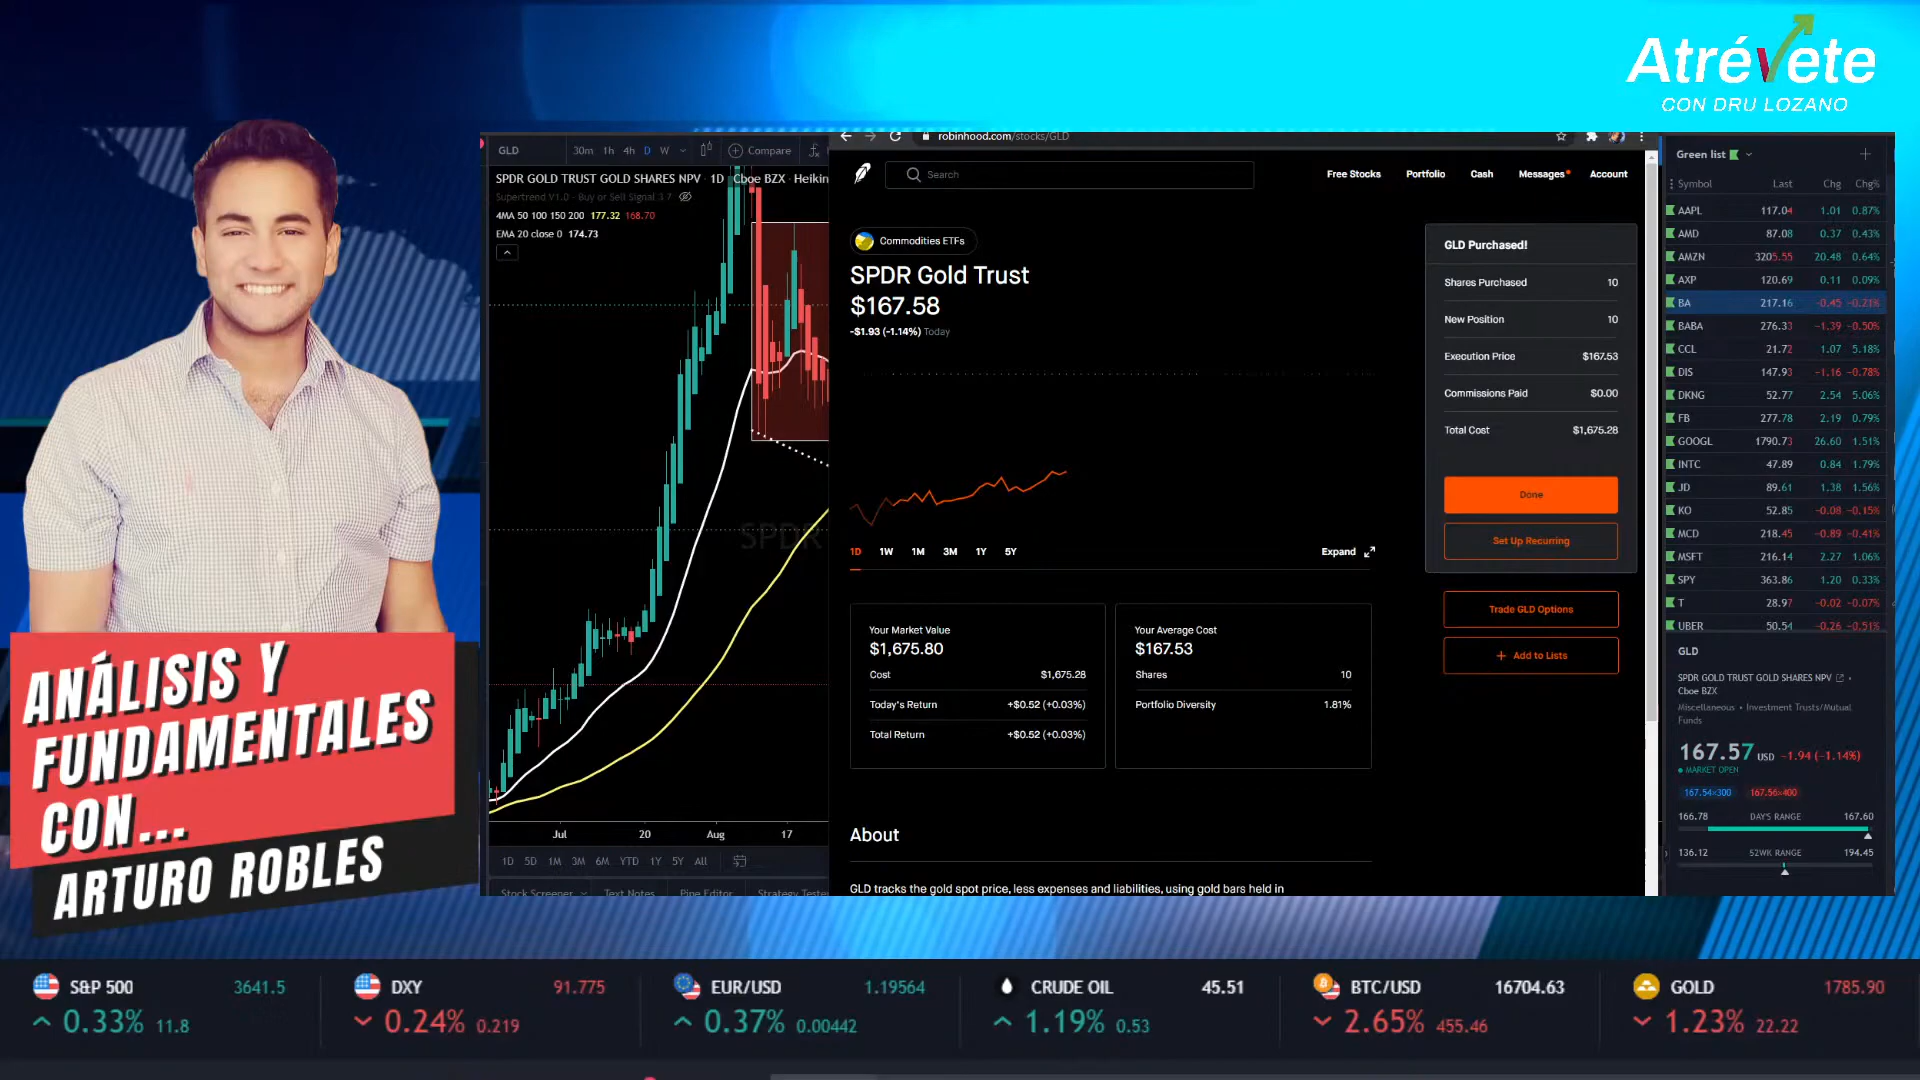 Atrévete
CON DRU LOZANO
ANÁLISIS Y
FUNDAMENTALES
CON...
ARTURO ROBLES
GLD 30m 1h 4h D W Compare
SPDR GOLD TRUST GOLD SHARES NPV · 1D · Cboe BZX · Heikin
Supertrend V1.0 - Buy or Sell Signal 3 7
4MA 50 100 150 200 177.32 168.70
EMA 20 close 0 174.73
SPDR
Jul 20 Aug 17
1D 5D 1M 3M 6M YTD 1Y 5Y All
Stock Screener Text Notes Pine Editor Strategy Tester
robinhood.com/stocks/GLD
Search
Free Stocks Portfolio Cash Messages Account
Commodities ETFs
SPDR Gold Trust
$167.58
-$1.93 (-1.14%) Today
1D 1W 1M 3M 1Y 5Y Expand
Your Market Value
$1,675.80
Cost $1,675.28
Today's Return +$0.52 (+0.03%)
Total Return +$0.52 (+0.03%)
Your Average Cost
$167.53
Shares 10
Portfolio Diversity 1.81%
About
GLD tracks the gold spot price, less expenses and liabilities, using gold bars held in
GLD Purchased!
Shares Purchased 10
New Position 10
Execution Price $167.53
Commissions Paid $0.00
Total Cost $1,675.28
Done
Set Up Recurring
Trade GLD Options
+ Add to Lists
Green list
Symbol Last Chg Chg%
AAPL 117.04 1.01 0.87%
AMD 87.08 0.37 0.43%
AMZN 3205.55 20.48 0.64%
AXP 120.69 0.11 0.09%
BA 217.16 -0.45 -0.21%
BABA 276.33 -1.39 -0.50%
CCL 21.72 1.07 5.18%
DIS 147.93 -1.16 -0.78%
DKNG 52.77 2.54 5.06%
FB 277.78 2.19 0.79%
GOOGL 1790.73 26.60 1.51%
INTC 47.89 0.84 1.79%
JD 89.61 1.38 1.56%
KO 52.85 -0.08 -0.15%
MCD 218.45 -0.89 -0.41%
MSFT 216.14 2.27 1.06%
SPY 363.86 1.20 0.33%
T 28.97 -0.02 -0.07%
UBER 50.54 -0.26 -0.51%
GLD
SPDR GOLD TRUST GOLD SHARES NPV •
Cboe BZX
Miscellaneous • Investment Trusts/Mutual
Funds
167.57 USD -1.94 (-1.14%)
MARKET OPEN
167.54×300 167.56×400
166.78 DAYS RANGE 167.60
136.12 52WK RANGE 194.45
S&P 500 3641.5
0.33% 11.8
DXY 91.775
0.24% 0.219
EUR/USD 1.19564
0.37% 0.00442
CRUDE OIL 45.51
1.19% 0.53
BTC/USD 16704.63
2.65% 455.46
GOLD 1785.90
1.23% 22.22